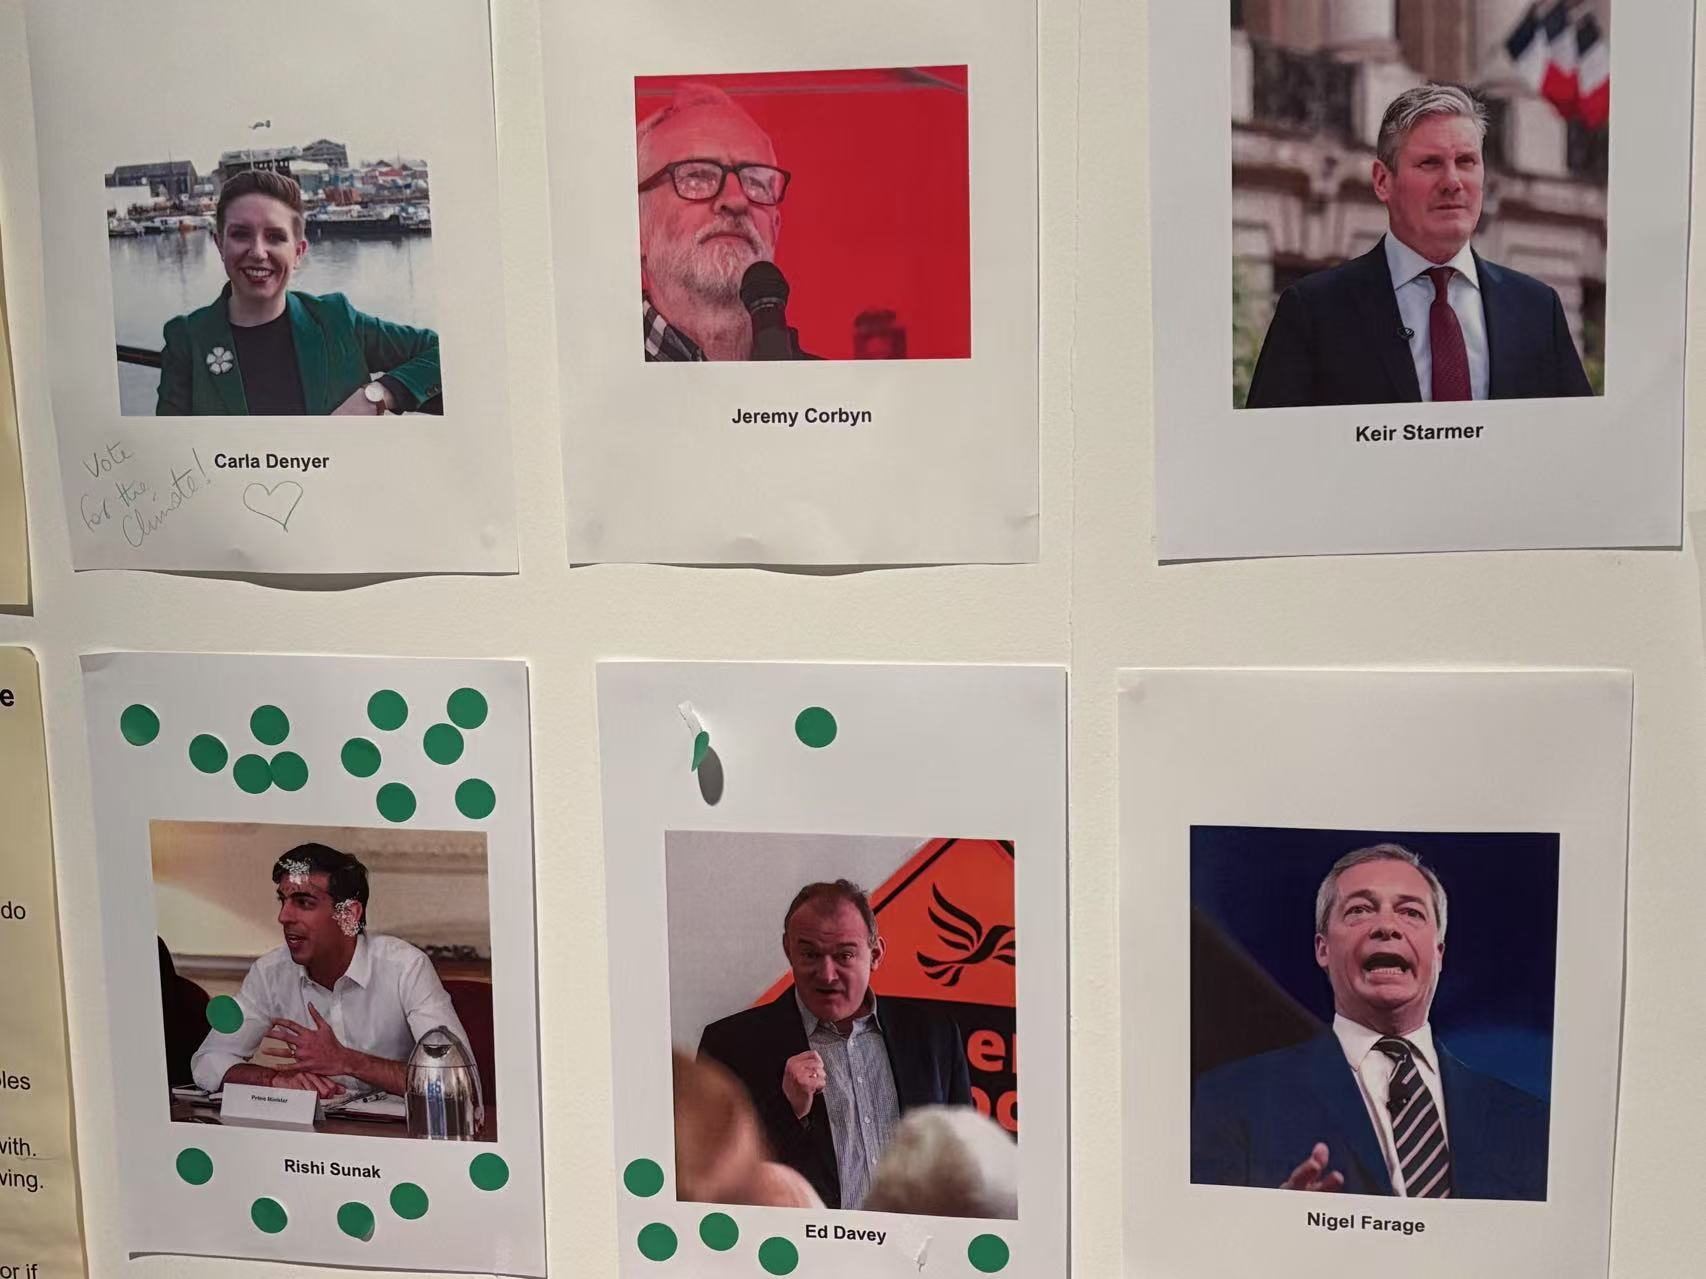 Carla Denyer
Vote
for the
Climate!
Jeremy Corbyn
Keir Starmer
e
do
les
with.
ving.
or if
Prime Minister
Rishi Sunak
Ed Davey
Nigel Farage